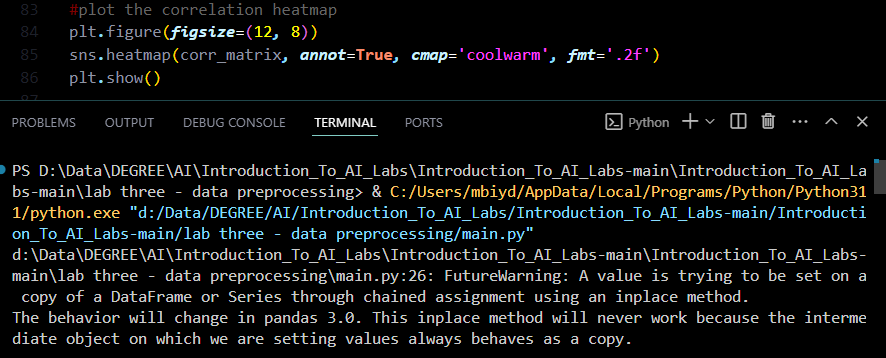 83 #plot the correlation heatmap
84 plt.figure(figsize=(12, 8))
85 sns.heatmap(corr_matrix, annot=True, cmap='coolwarm', fmt='.2f')
86 plt.show()
87
PROBLEMS OUTPUT DEBUG CONSOLE TERMINAL PORTS Python
PS D:\Data\DEGREE\AI\Introduction_To_AI_Labs\Introduction_To_AI_Labs-main\Introduction_To_AI_La
bs-main\lab three - data preprocessing> & C:/Users/mbiyd/AppData/Local/Programs/Python/Python31
1/python.exe "d:/Data/DEGREE/AI/Introduction_To_AI_Labs/Introduction_To_AI_Labs-main/Introducti
on_To_AI_Labs-main/lab three - data preprocessing/main.py"
d:\Data\DEGREE\AI\Introduction_To_AI_Labs\Introduction_To_AI_Labs-main\Introduction_To_AI_Labs-
main\lab three - data preprocessing\main.py:26: FutureWarning: A value is trying to be set on a
 copy of a DataFrame or Series through chained assignment using an inplace method.
The behavior will change in pandas 3.0. This inplace method will never work because the interme
diate object on which we are setting values always behaves as a copy.